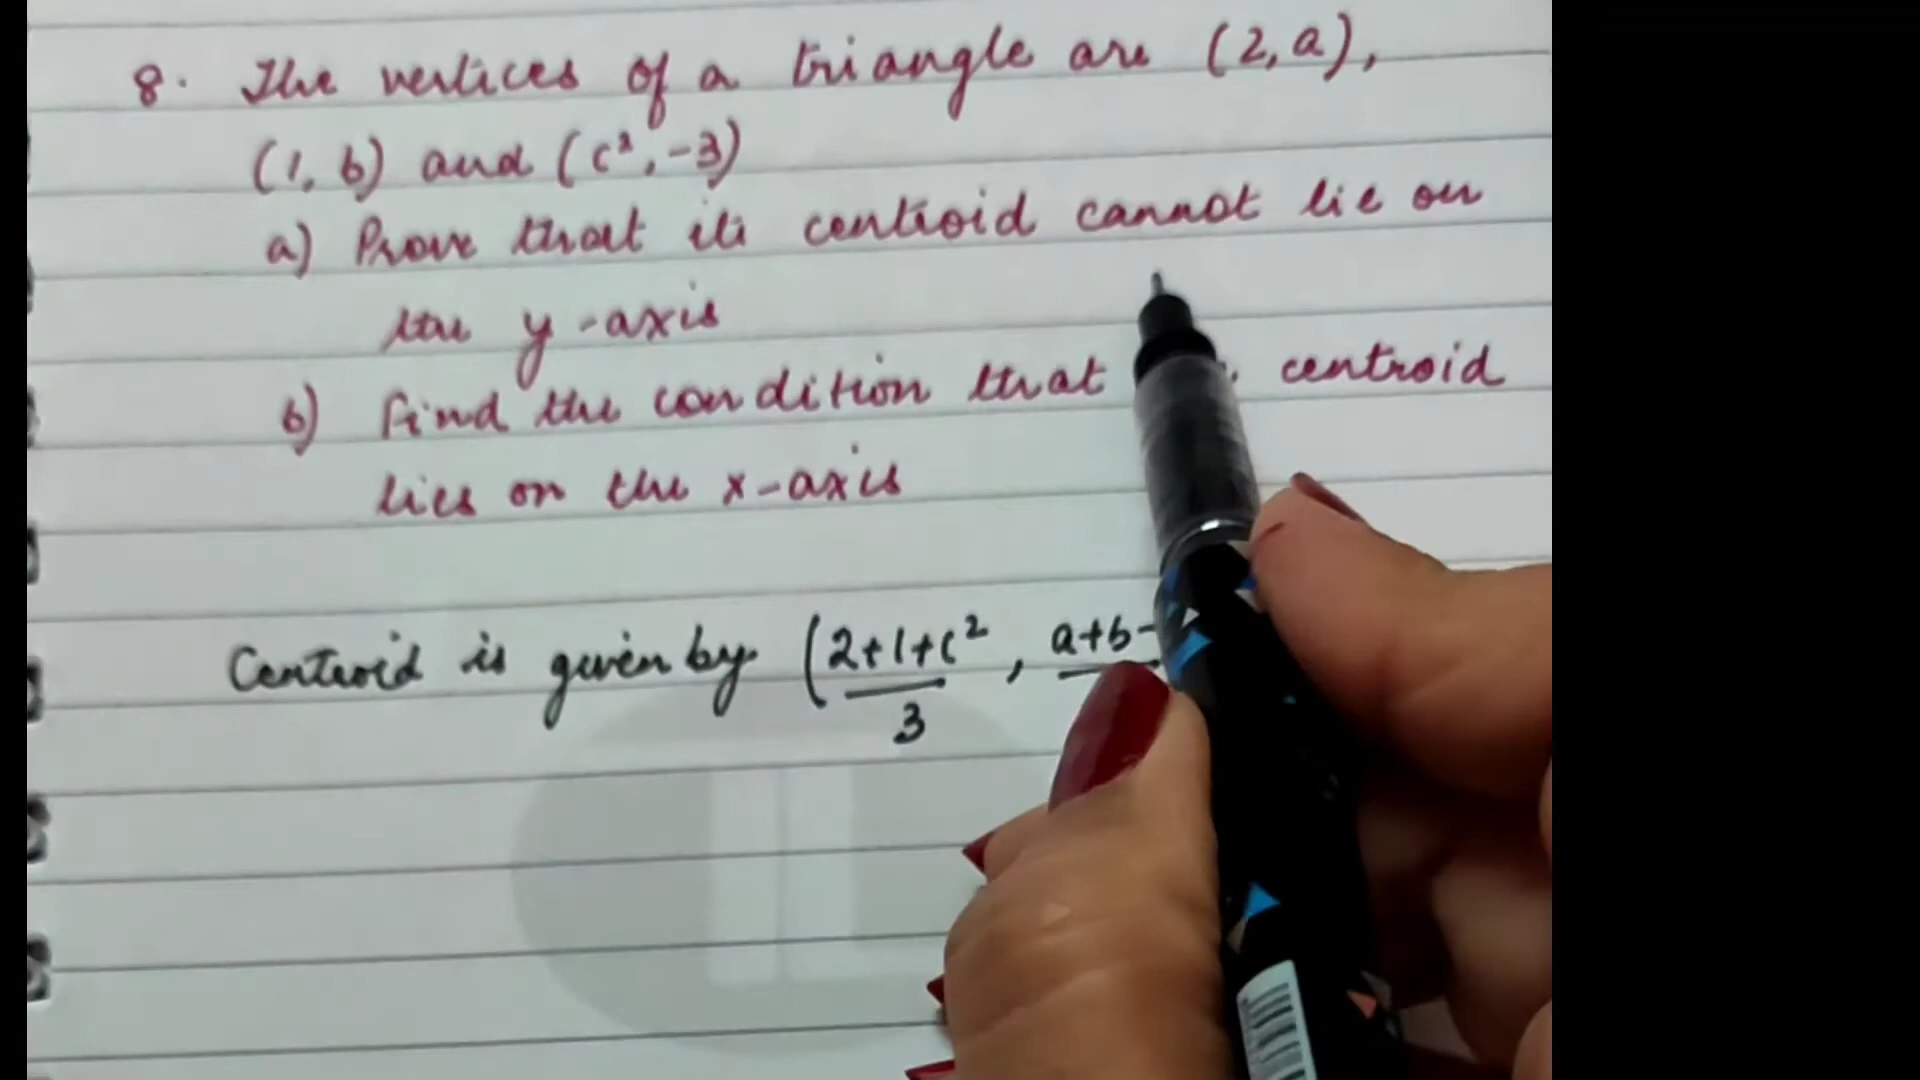 8. The vertices of a triangle are (2, a),
(1, b) and (c², -3)
a) Prove that its centroid cannot lie on
the y-axis
b) Find the condition that centroid
lies on the x-axis
Centroid is given by (2+1+c²/3, a+b-